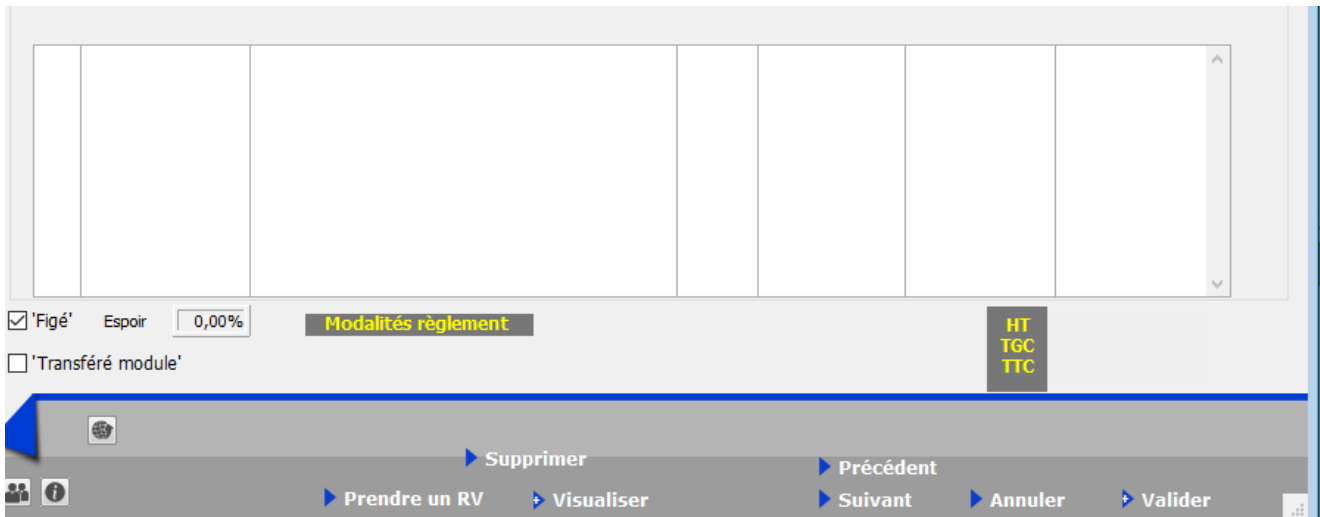 'Figé' Espoir 0,00% Modalités règlement HT
TGC
'Transféré module' TTC
Supprimer Précédent
Prendre un RV Visualiser Suivant Annuler Valider